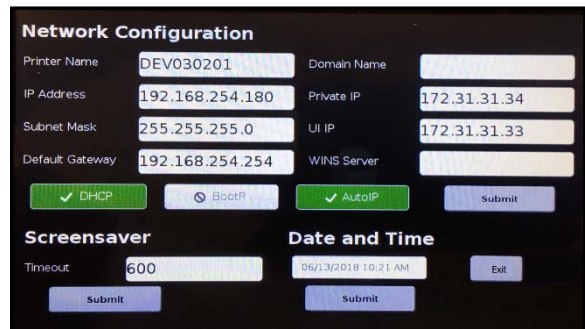 Network Configuration
Printer Name DEV030201 Domain Name
IP Address 192.168.254.180 Private IP 172.31.31.34
Subnet Mask 255.255.255.0 UI IP 172.31.31.33
Default Gateway 192.168.254.254 WINS Server
DHCP BootP AutoIP Submit
Screensaver Date and Time
Timeout 600 06/13/2018 10:21 AM Exit
Submit Submit